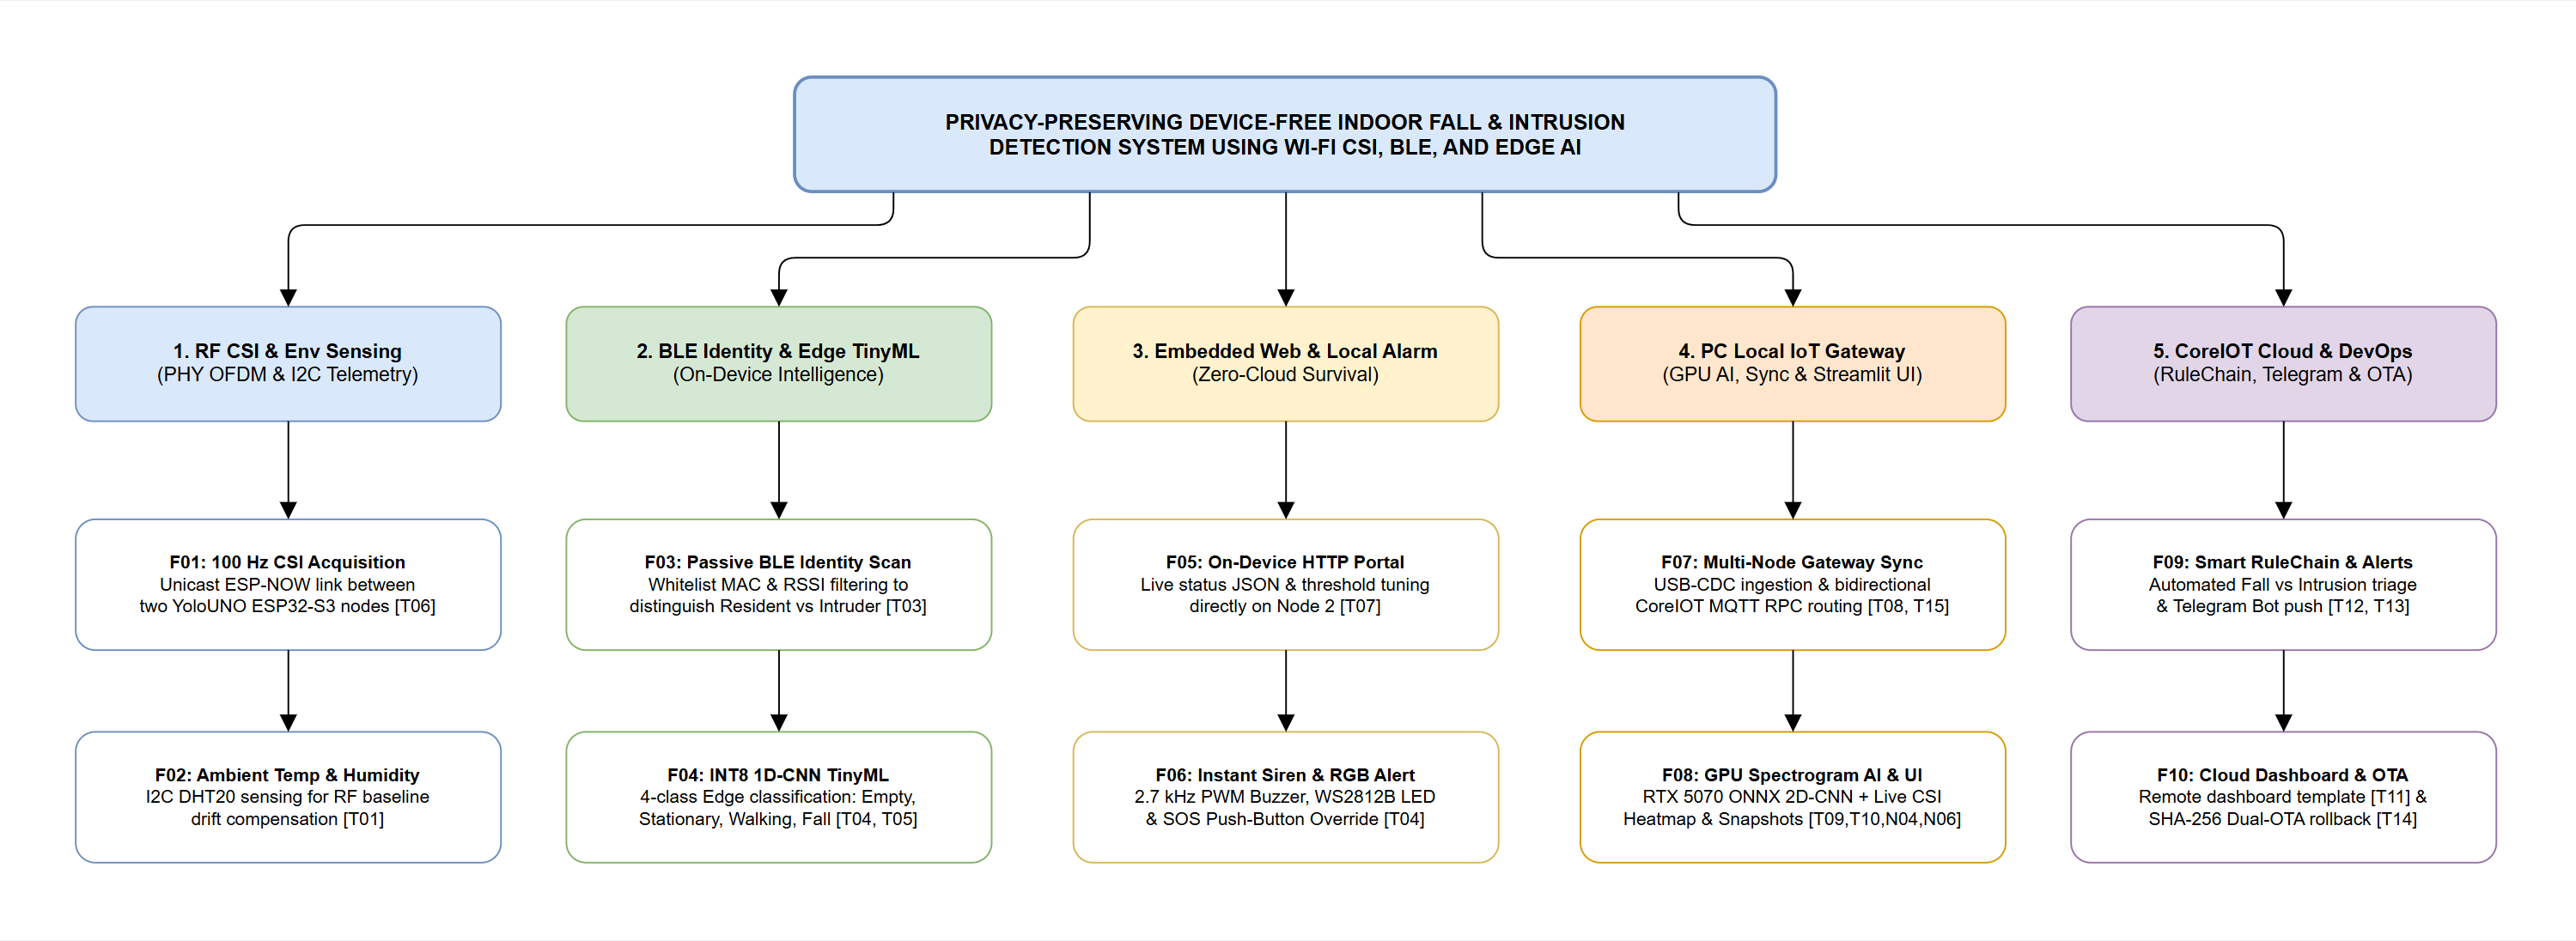 PRIVACY-PRESERVING DEVICE-FREE INDOOR FALL & INTRUSION
DETECTION SYSTEM USING WI-FI CSI, BLE, AND EDGE AI
1. RF CSI & Env Sensing
(PHY OFDM & I2C Telemetry)
2. BLE Identity & Edge TinyML
(On-Device Intelligence)
3. Embedded Web & Local Alarm
(Zero-Cloud Survival)
4. PC Local IoT Gateway
(GPU AI, Sync & Streamlit UI)
5. CoreIOT Cloud & DevOps
(RuleChain, Telegram & OTA)
F01: 100 Hz CSI Acquisition
Unicast ESP-NOW link between
two YoloUNO ESP32-S3 nodes [T06]
F03: Passive BLE Identity Scan
Whitelist MAC & RSSI filtering to
distinguish Resident vs Intruder [T03]
F05: On-Device HTTP Portal
Live status JSON & threshold tuning
directly on Node 2 [T07]
F07: Multi-Node Gateway Sync
USB-CDC ingestion & bidirectional
CoreIOT MQTT RPC routing [T08, T15]
F09: Smart RuleChain & Alerts
Automated Fall vs Intrusion triage
& Telegram Bot push [T12, T13]
F02: Ambient Temp & Humidity
I2C DHT20 sensing for RF baseline
drift compensation [T01]
F04: INT8 1D-CNN TinyML
4-class Edge classification: Empty,
Stationary, Walking, Fall [T04, T05]
F06: Instant Siren & RGB Alert
2.7 kHz PWM Buzzer, WS2812B LED
& SOS Push-Button Override [T04]
F08: GPU Spectrogram AI & UI
RTX 5070 ONNX 2D-CNN + Live CSI
Heatmap & Snapshots [T09,T10,N04,N06]
F10: Cloud Dashboard & OTA
Remote dashboard template [T11] &
SHA-256 Dual-OTA rollback [T14]